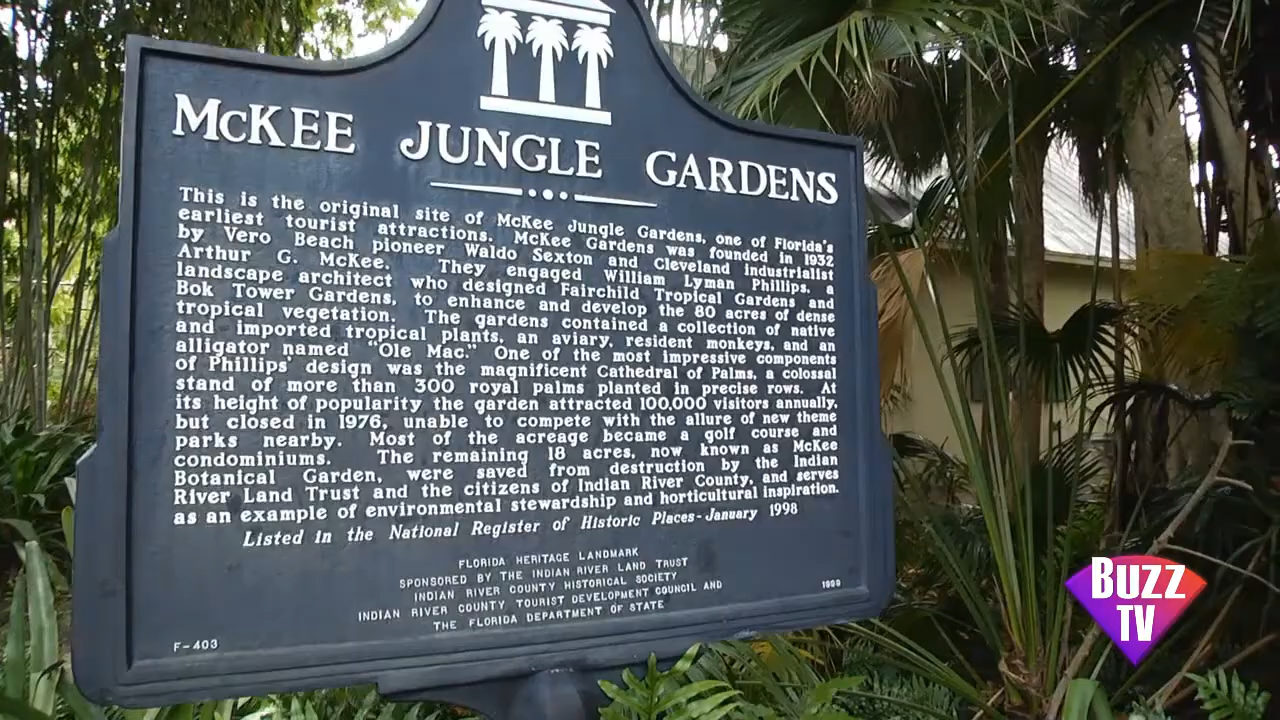 McKEE JUNGLE GARDENS
This is the original site of McKee Jungle Gardens, one of Florida's
earliest tourist attractions. McKee Gardens was founded in 1932
by Vero Beach pioneer Waldo Sexton and Cleveland industrialist
Arthur G. McKee. They engaged William Lyman Phillips, a
landscape architect who designed Fairchild Tropical Gardens and
Bok Tower Gardens, to enhance and develop the 80 acres of dense
tropical vegetation. The gardens contained a collection of native
and imported tropical plants, an aviary, resident monkeys, and an
alligator named "Ole Mac." One of the most impressive components
of Phillips' design was the magnificent Cathedral of Palms, a colossal
stand of more than 300 royal palms planted in precise rows. At
its height of popularity the garden attracted 100,000 visitors annually,
but closed in 1976, unable to compete with the allure of new theme
parks nearby. Most of the acreage became a golf course and
condominiums. The remaining 18 acres, now known as McKee
Botanical Garden, were saved from destruction by the Indian
River Land Trust and the citizens of Indian River County, and serves
as an example of environmental stewardship and horticultural inspiration.
Listed in the National Register of Historic Places-January 1998
FLORIDA HERITAGE LANDMARK
SPONSORED BY THE INDIAN RIVER LAND TRUST
INDIAN RIVER COUNTY HISTORICAL SOCIETY
INDIAN RIVER COUNTY TOURIST DEVELOPMENT COUNCIL AND
THE FLORIDA DEPARTMENT OF STATE
F-403
1999
BUZZ
TV